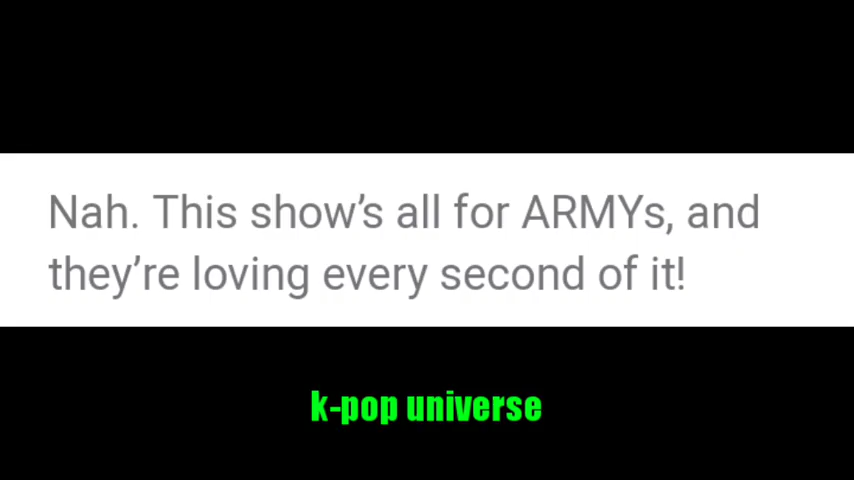 Nah. This show’s all for ARMYs, and
they’re loving every second of it!
k-pop universe